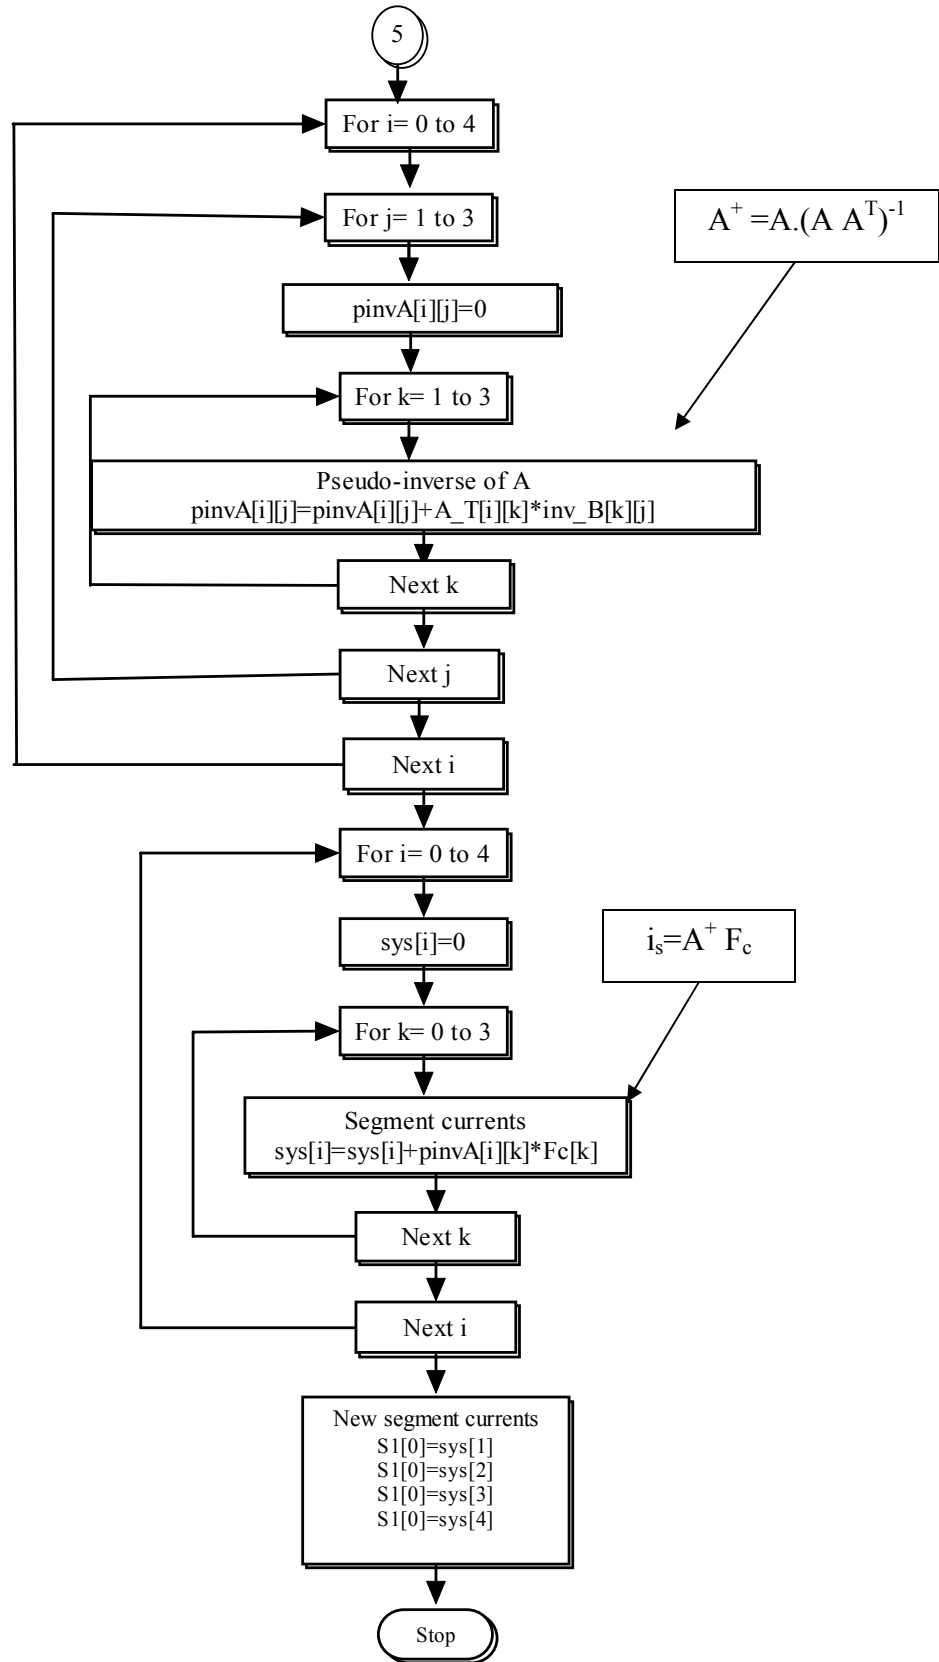 5
For i= 0 to 4
For j= 1 to 3
A⁺ =A.(A Aᵀ)⁻¹
pinvA[i][j]=0
For k= 1 to 3
Pseudo-inverse of A
pinvA[i][j]=pinvA[i][j]+A_T[i][k]*inv_B[k][j]
Next k
Next j
Next i
For i= 0 to 4
sys[i]=0
iₛ=A⁺ F꜀
For k= 0 to 3
Segment currents
sys[i]=sys[i]+pinvA[i][k]*Fc[k]
Next k
Next i
New segment currents
S1[0]=sys[1]
S1[0]=sys[2]
S1[0]=sys[3]
S1[0]=sys[4]
Stop